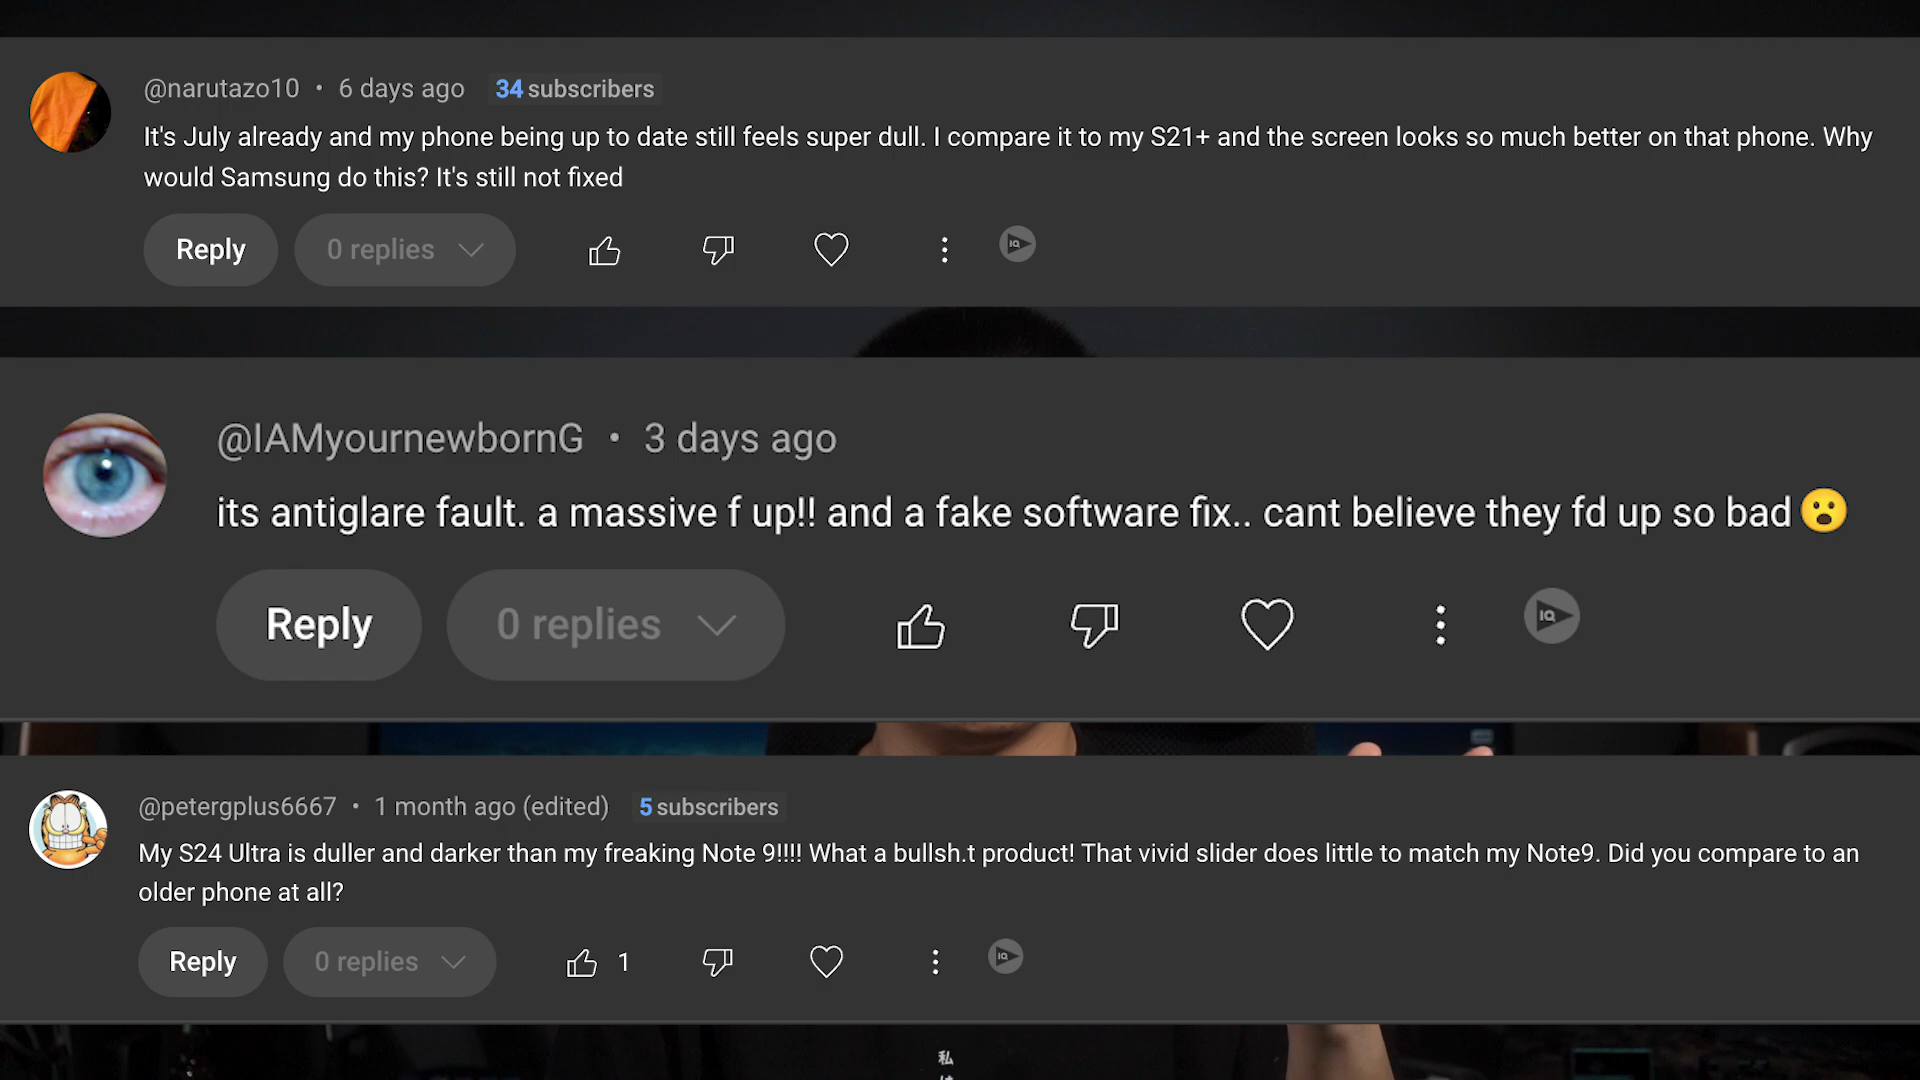 @narutazo10 • 6 days ago 34 subscribers
It's July already and my phone being up to date still feels super dull. I compare it to my S21+ and the screen looks so much better on that phone. Why
would Samsung do this? It's still not fixed
Reply 0 replies
IQ
@IAMyournewbornG • 3 days ago
its antiglare fault. a massive f up!! and a fake software fix.. cant believe they fd up so bad 😮
Reply 0 replies
IQ
@petergplus6667 • 1 month ago (edited) 5 subscribers
My S24 Ultra is duller and darker than my freaking Note 9!!!! What a bullsh.t product! That vivid slider does little to match my Note9. Did you compare to an
older phone at all?
Reply 0 replies 1
IQ
私